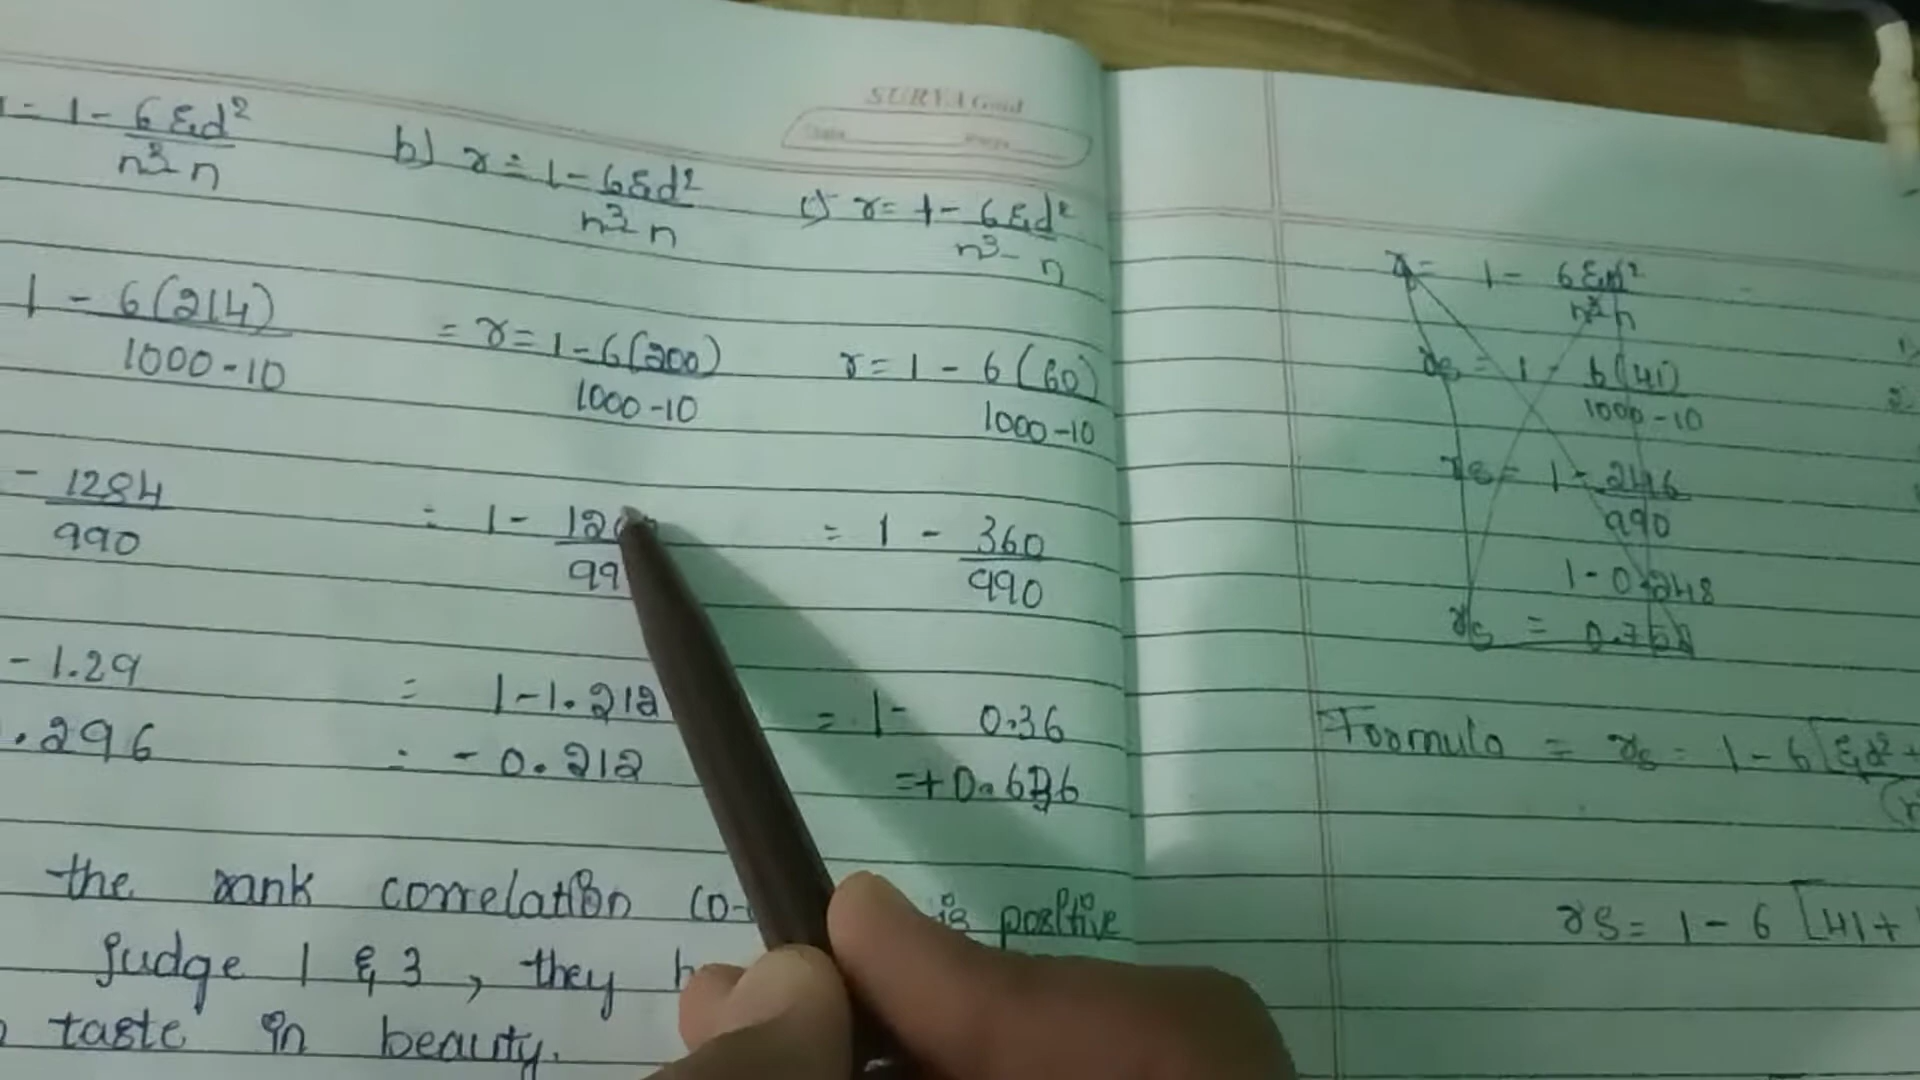 SURYA Gold
= 1 - 6Σd²
n³-n
1 - 6(214)
1000-10
- 1284
990
- 1.29
.296
b) r = 1 - 6Σd²
n³-n
= r = 1 - 6(200)
1000-10
= 1 -
= 1 - 1.212
= - 0.212
c) r = 1 - 6Σd²
n³ - n
r = 1 - 6(60)
1000-10
= 1 - 360
990
= 1 - 0.36
= + 0.636
the rank correlation is positive
judge 1 & 3, they
taste in beauty.
r = 1 - 6Σd²
n³-n
rs = 1 - 6(41)
1000-10
rs = 1 - 246
990
1 - 0.248
rs =
Formula = rs = 1 - 6[Σd² +
rs = 1 - 6[41 +